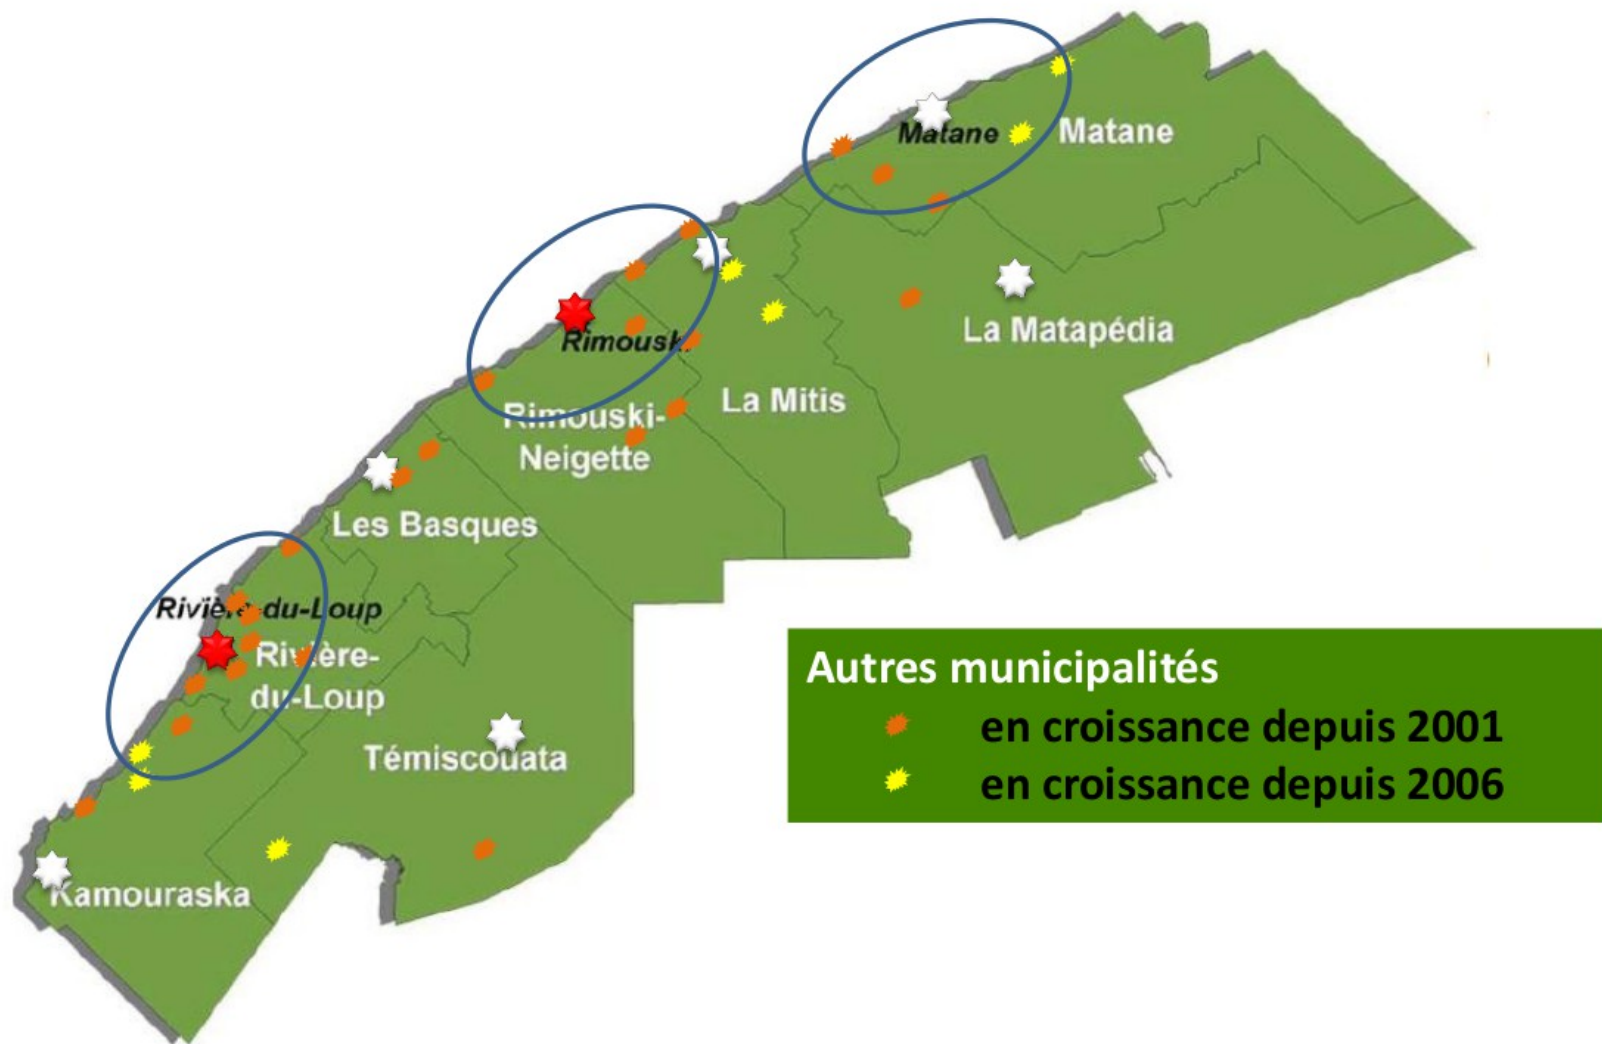 Matane
Matane
La Matapédia
Rimouski
La Mitis
Rimouski-
Neigette
Les Basques
Rivière-du-Loup
Rivière-
du-Loup
Témiscouata
Kamouraska
Autres municipalités
en croissance depuis 2001
en croissance depuis 2006